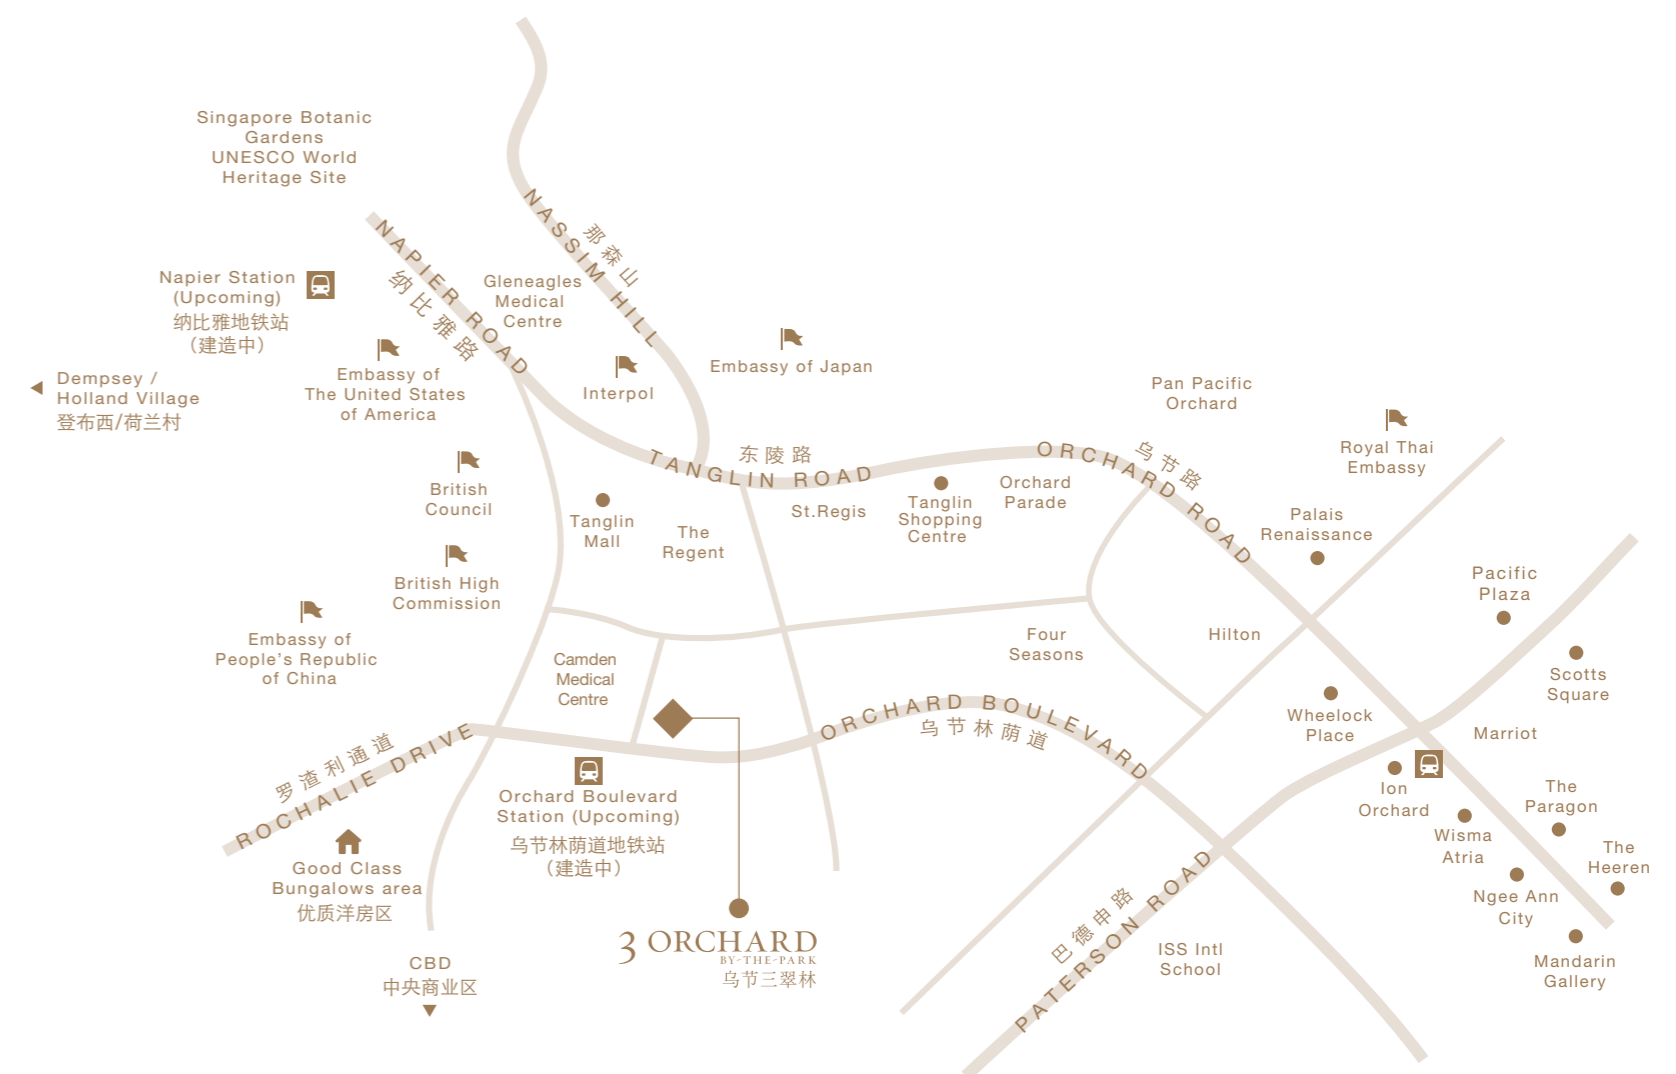 Singapore Botanic
Gardens
UNESCO World
Heritage Site
NASSIM HILL
那森山
NAPIER ROAD
纳比雅路
Napier Station
(Upcoming)
纳比雅地铁站
（建造中）
Gleneagles
Medical
Centre
Embassy of
The United States
of America
Interpol
Embassy of Japan
Dempsey /
Holland Village
登布西/荷兰村
Pan Pacific
Orchard
Royal Thai
Embassy
TANGLIN ROAD
东陵路
ORCHARD ROAD
乌节路
British
Council
Tanglin
Mall
The
Regent
St.Regis
Tanglin
Shopping
Centre
Orchard
Parade
Palais
Renaissance
British High
Commission
Pacific
Plaza
Embassy of
People's Republic
of China
Camden
Medical
Centre
Four
Seasons
Hilton
Scotts
Square
Wheelock
Place
Marriot
ORCHARD BOULEVARD
乌节林荫道
罗渣利通道
ROCHALIE DRIVE
Orchard Boulevard
Station (Upcoming)
乌节林荫道地铁站
（建造中）
Ion
Orchard
The
Paragon
Wisma
Atria
The
Heeren
Good Class
Bungalows area
优质洋房区
Ngee Ann
City
巴德申路
PATERSON ROAD
3 ORCHARD
BY-THE-PARK
乌节三翠林
ISS Intl
School
Mandarin
Gallery
CBD
中央商业区